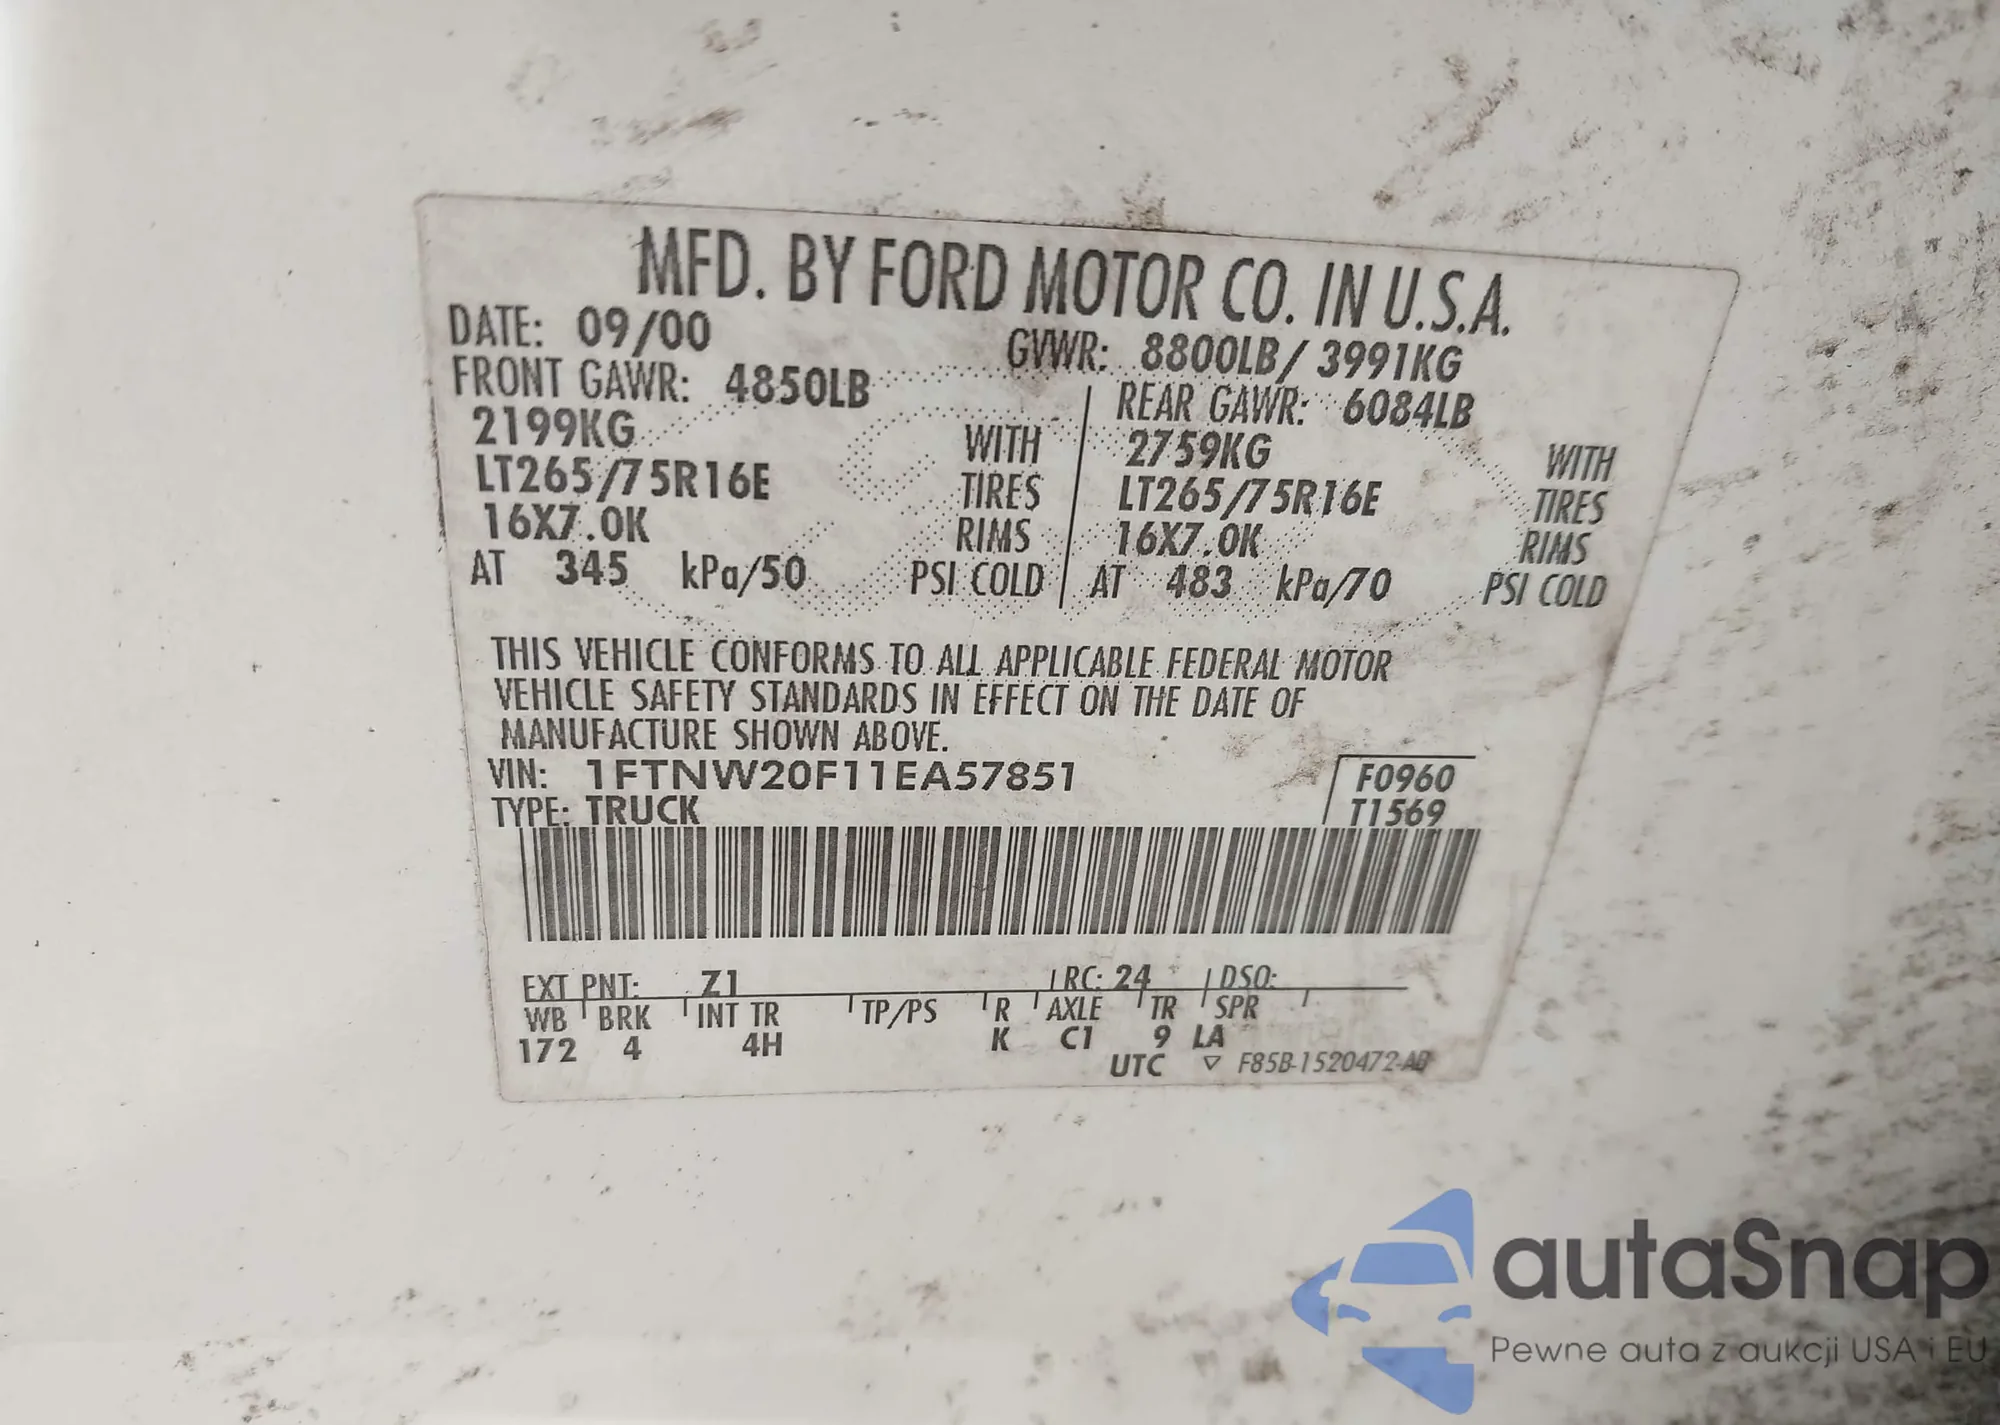 MFD. BY FORD MOTOR CO. IN U.S.A.
DATE: 09/00 GVWR: 8800LB/ 3991KG
FRONT GAWR: 4850LB REAR GAWR: 6084LB
2199KG WITH 2759KG WITH
LT265/75R16E TIRES LT265/75R16E TIRES
16X7.0K RIMS 16X7.0K RIMS
AT 345 kPa/50 PSI COLD AT 483 kPa/70 PSI COLD
THIS VEHICLE CONFORMS TO ALL APPLICABLE FEDERAL MOTOR
VEHICLE SAFETY STANDARDS IN EFFECT ON THE DATE OF
MANUFACTURE SHOWN ABOVE.
VIN: 1FTNW20F11EA57851 F0960
TYPE: TRUCK T1569
EXT PNT: Z1 RC: 24 DSO:
WB BRK INT TR TP/PS R AXLE TR SPR
172 4 4H K C1 9 LA
UTC ▽ F85B-1520472-AB
autaSnap
Pewne auta z aukcji USA i EU